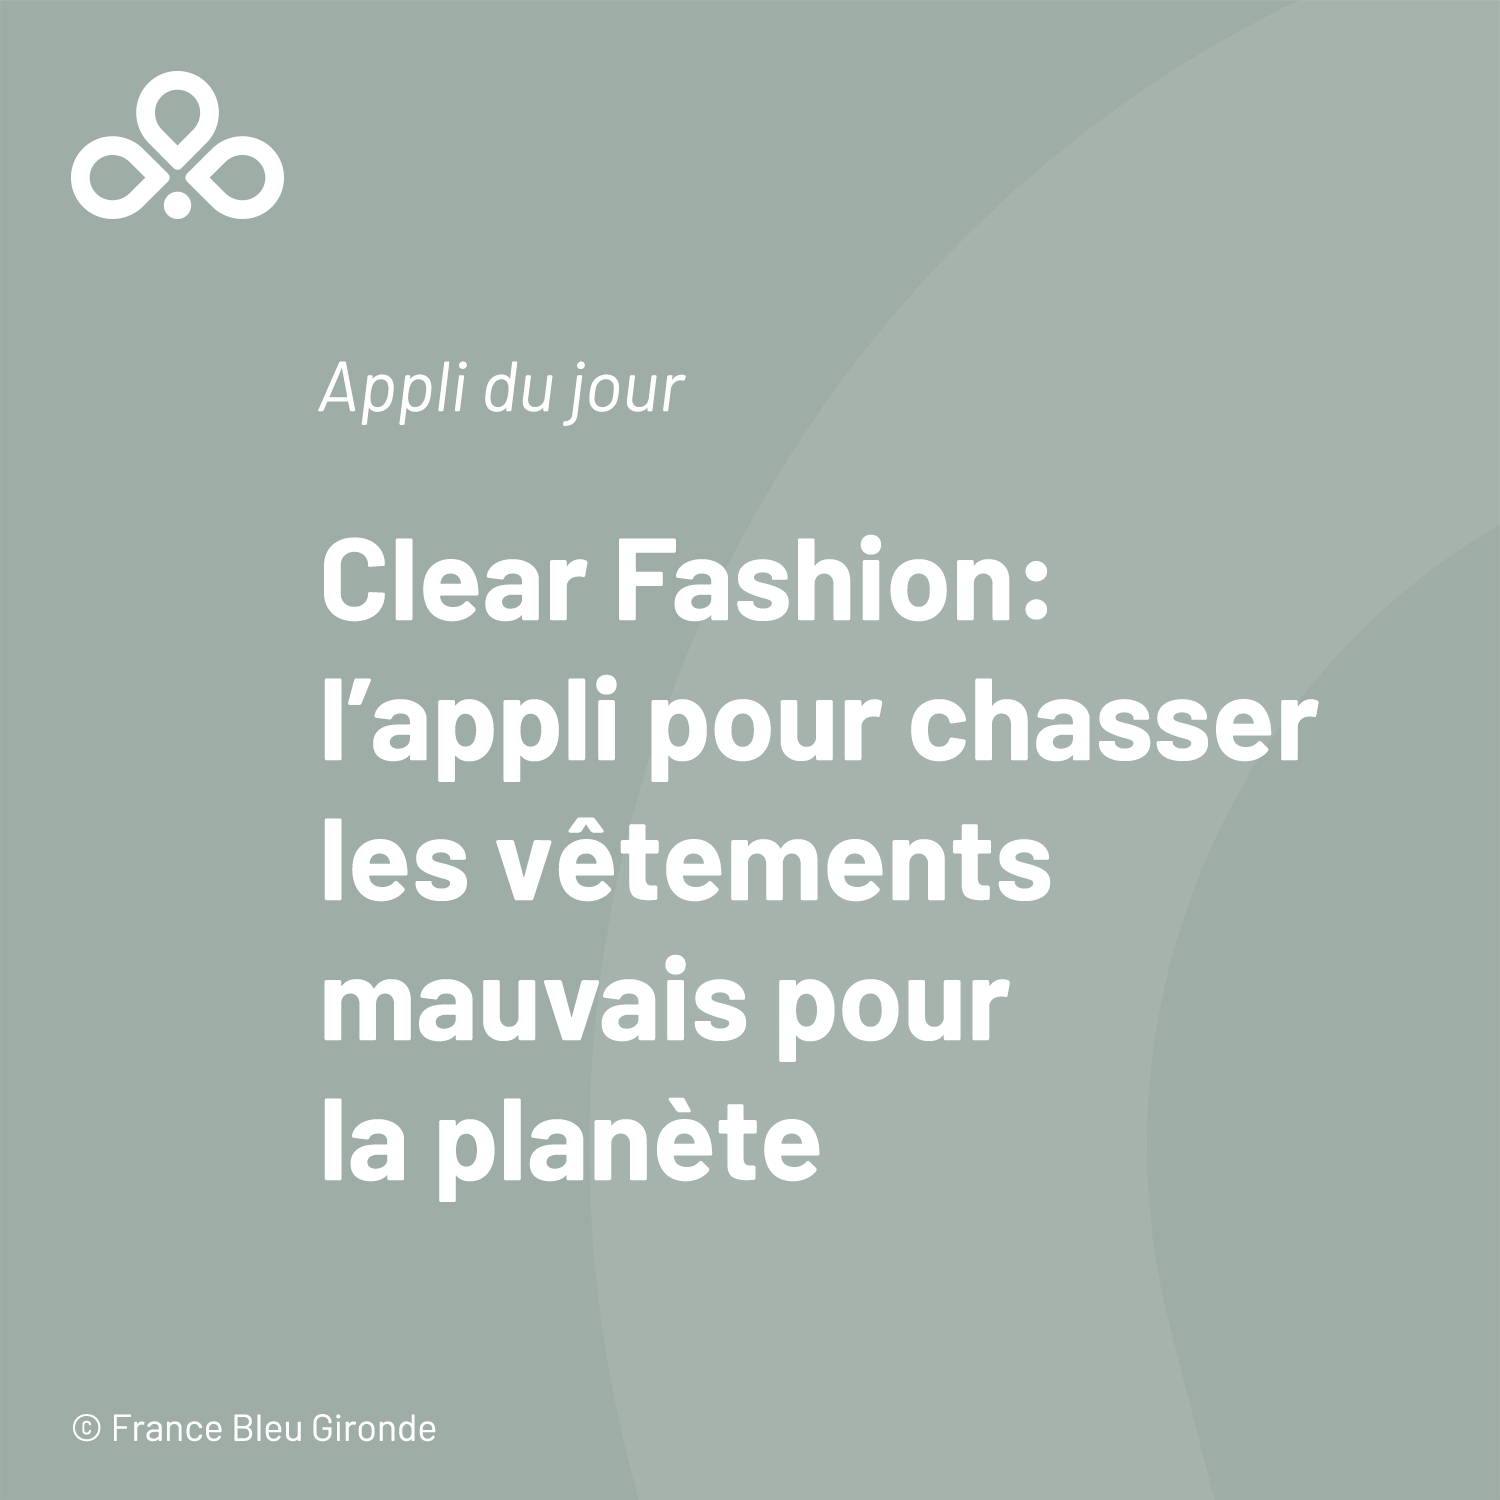 Appli du jour
Clear Fashion:
l’appli pour chasser
les vêtements
mauvais pour
la planète
© France Bleu Gironde